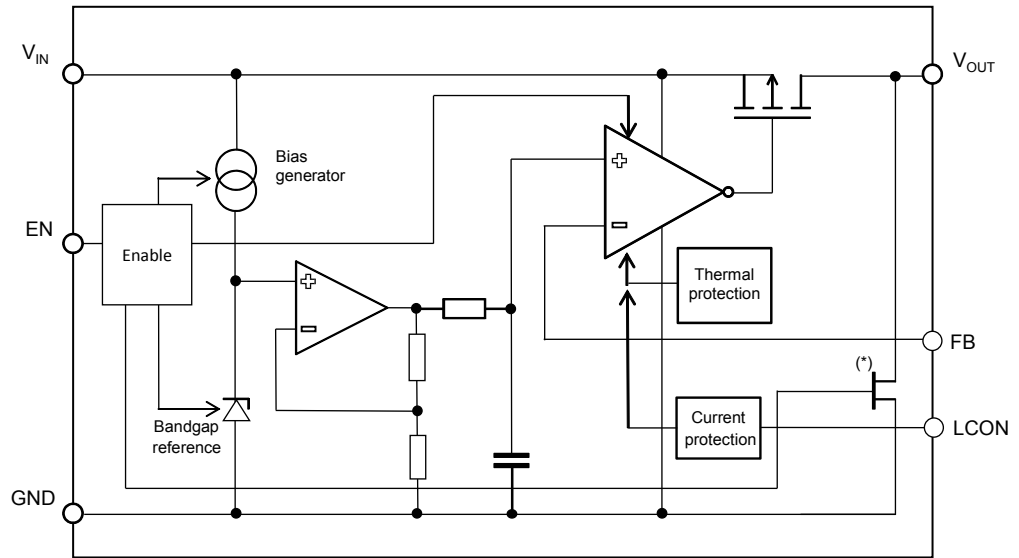 VIN
VOUT
Bias
generator
EN
Enable
Thermal
protection
FB
(*)
Bandgap
reference
Current
protection
LCON
GND